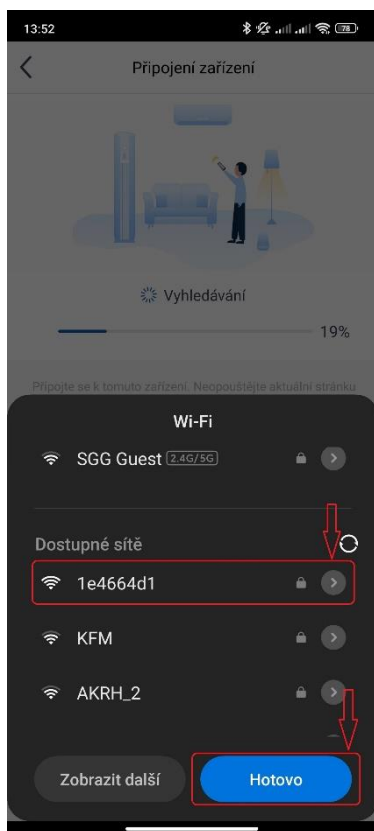 13:52
78
Připojení zařízení
Vyhledávání
19%
Připojte se k tomuto zařízení. Neopouštějte aktuální stránku
Wi-Fi
SGG Guest 2.4G/5G
Dostupné sítě
1e4664d1
KFM
AKRH_2
Zobrazit další
Hotovo